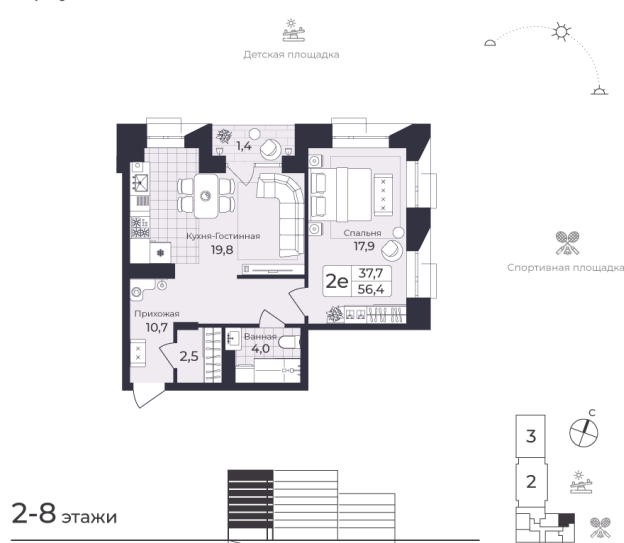 Детская площадка
1,4
Кухня-Гостиная
19,8
Спальня
17,9
Спортивная площадка
2е
37,7
56,4
Прихожая
10,7
2,5
Ванная
4,0
С
3
2
2-8 этажи